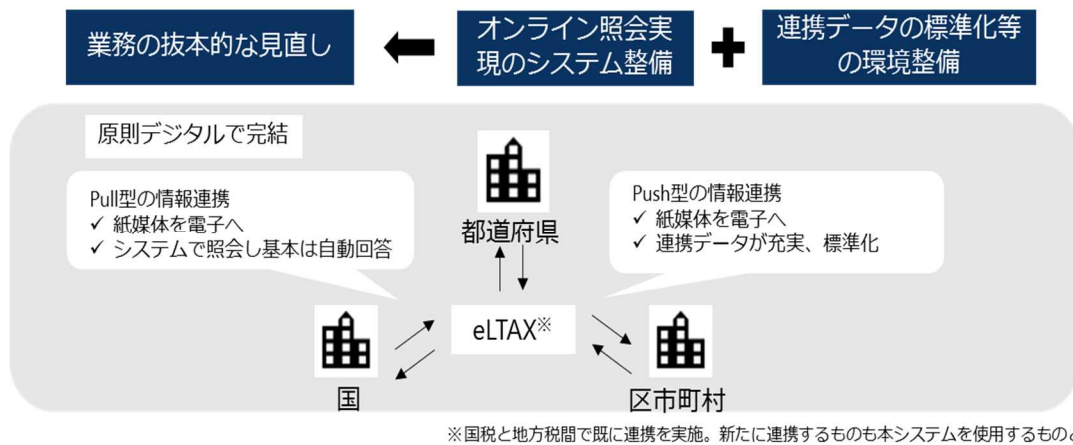 業務の抜本的な見直し
オンライン照会実
現のシステム整備
連携データの標準化等
の環境整備
原則デジタルで完結
Pull型の情報連携
✓ 紙媒体を電子へ
✓ システムで照会し基本は自動回答
都道府県
Push型の情報連携
✓ 紙媒体を電子へ
✓ 連携データが充実、標準化
eLTAX※
国
区市町村
※国税と地方税間で既に連携を実施。新たに連携するものも本システムを使用するもの